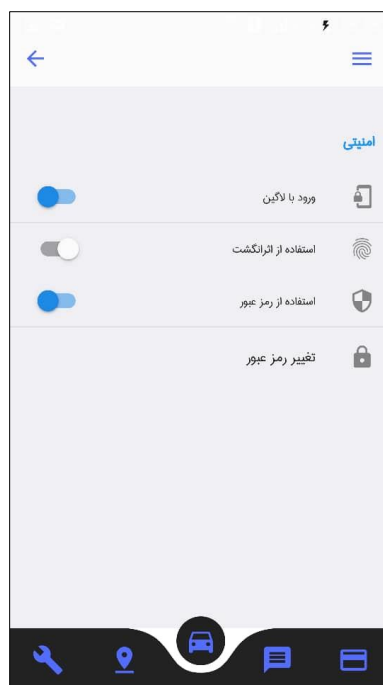 امنیتی
ورود با لاگین
استفاده از اثرانگشت
استفاده از رمز عبور
تغییر رمز عبور